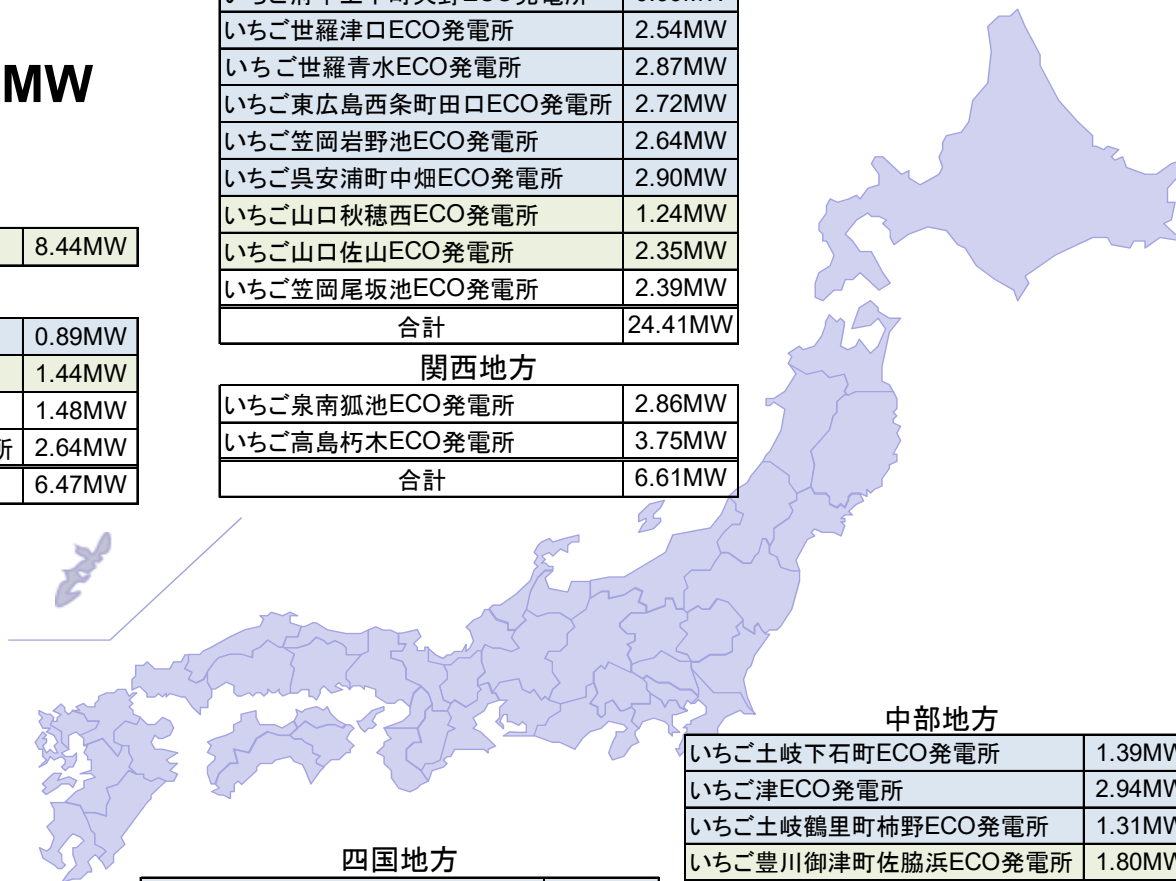 MW
8.44MW
0.89MW
1.44MW
1.48MW
所 2.64MW
6.47MW
いちご世羅津口ECO発電所 2.54MW
いちご世羅青水ECO発電所 2.87MW
いちご東広島西条町田口ECO発電所 2.72MW
いちご笠岡岩野池ECO発電所 2.64MW
いちご呉安浦町中畑ECO発電所 2.90MW
いちご山口秋穂西ECO発電所 1.24MW
いちご山口佐山ECO発電所 2.35MW
いちご笠岡尾坂池ECO発電所 2.39MW
合計 24.41MW
関西地方
いちご泉南狐池ECO発電所 2.86MW
いちご高島朽木ECO発電所 3.75MW
合計 6.61MW
中部地方
いちご土岐下石町ECO発電所 1.39MW
いちご津ECO発電所 2.94MW
いちご土岐鶴里町柿野ECO発電所 1.31MW
いちご豊川御津町佐脇浜ECO発電所 1.80MW
四国地方